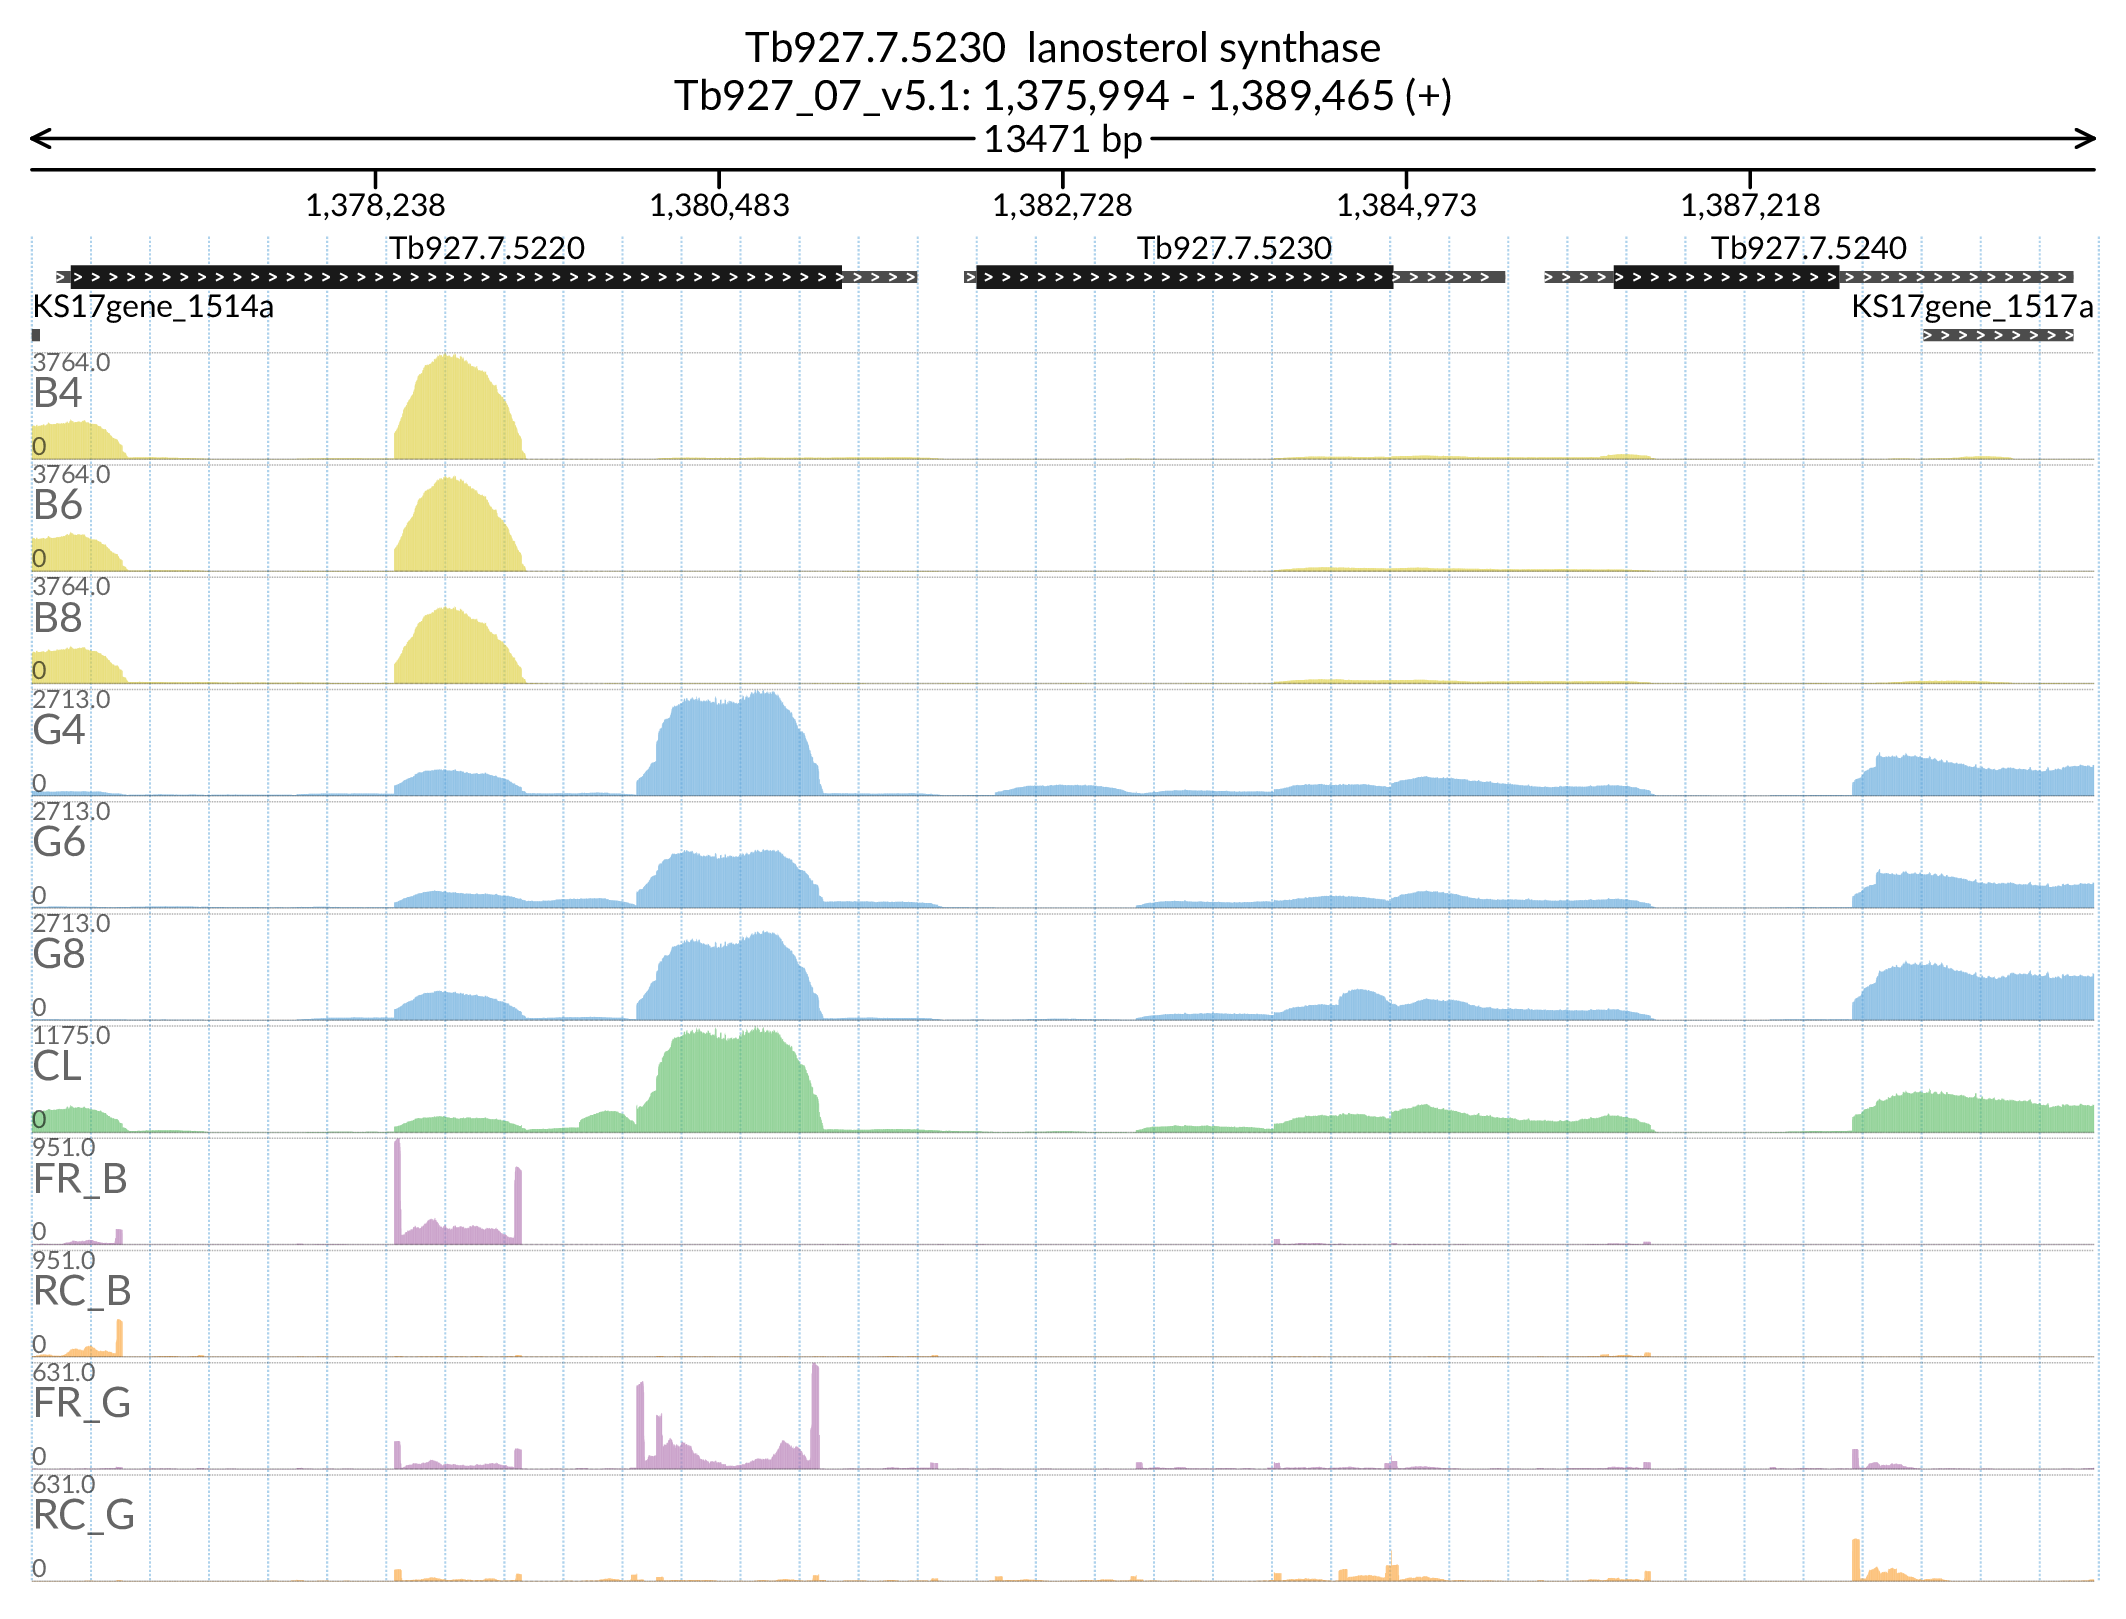 Tb927.7.5230 lanosterol synthase
Tb927_07_v5.1: 1,375,994 - 1,389,465 (+)
13471 bp
1,378,238 1,380,483 1,382,728 1,384,973 1,387,218
Tb927.7.5220 Tb927.7.5230 Tb927.7.5240
KS17gene_1514a KS17gene_1517a
3764.0
B4
0
3764.0
B6
0
3764.0
B8
0
2713.0
G4
0
2713.0
G6
0
2713.0
G8
0
1175.0
CL
0
951.0
FR_B
0
951.0
RC_B
0
631.0
FR_G
0
631.0
RC_G
0